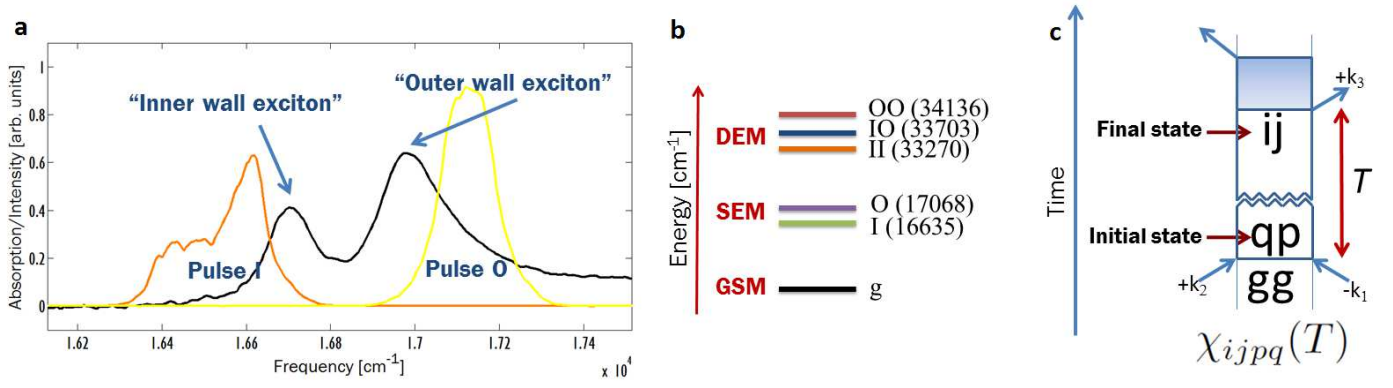 a
Absorption/Intensity [arb. units]
1
0.8
0.6
0.4
0.2
0
"Inner wall exciton"
"Outer wall exciton"
Pulse I
Pulse O
1.62
1.64
1.66
1.68
1.7
1.72
1.74
Frequency [cm⁻¹]
x 10⁴
b
Energy [cm⁻¹]
DEM
OO (34136)
IO (33703)
II (33270)
SEM
O (17068)
I (16635)
GSM
g
c
Time
+k₃
Final state
ij
T
Initial state
qp
+k₂
-k₁
gg
χᵢⱼₚq(T)